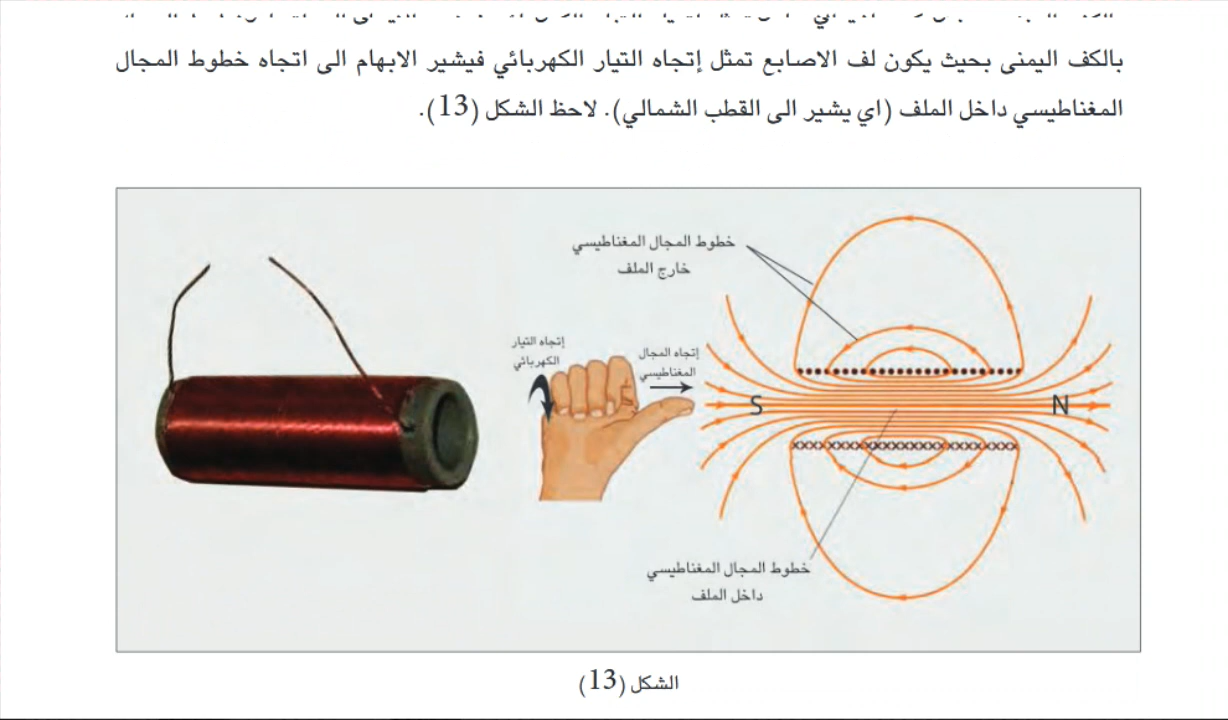 بالكف اليمنى بحيث يكون لف الاصابع تمثل إتجاه التيار الكهربائي فيشير الابهام الى اتجاه خطوط المجال
المغناطيسي داخل الملف (اي يشير الى القطب الشمالي). لاحظ الشكل (13).
خطوط المجال المغناطيسي
خارج الملف
إتجاه التيار
الكهربائي
إتجاه المجال
المغناطيسي
S
N
خطوط المجال المغناطيسي
داخل الملف
الشكل (13)